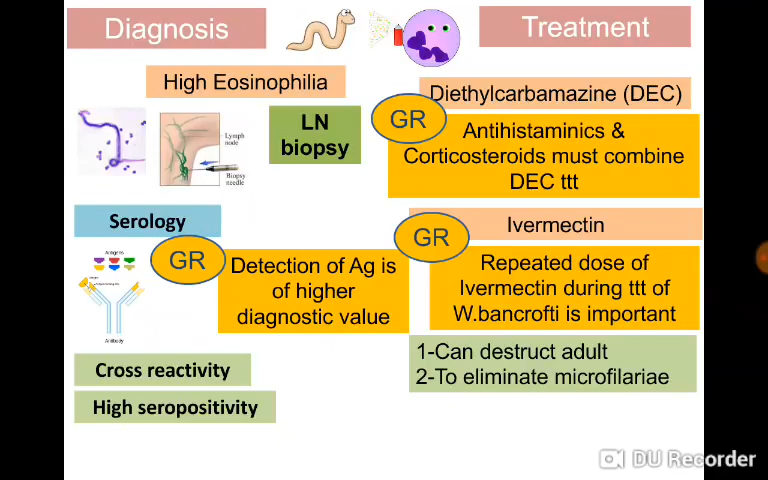 Diagnosis
High Eosinophilia
Lymph
node
Biopsy
needle
LN
biopsy
Serology
Antigens
Antibody
GR
Detection of Ag is
of higher
diagnostic value
Cross reactivity
High seropositivity
Treatment
Diethylcarbamazine (DEC)
GR
Antihistaminics &
Corticosteroids must combine
DEC ttt
Ivermectin
GR
Repeated dose of
Ivermectin during ttt of
W.bancrofti is important
1-Can destruct adult
2-To eliminate microfilariae
DU Recorder